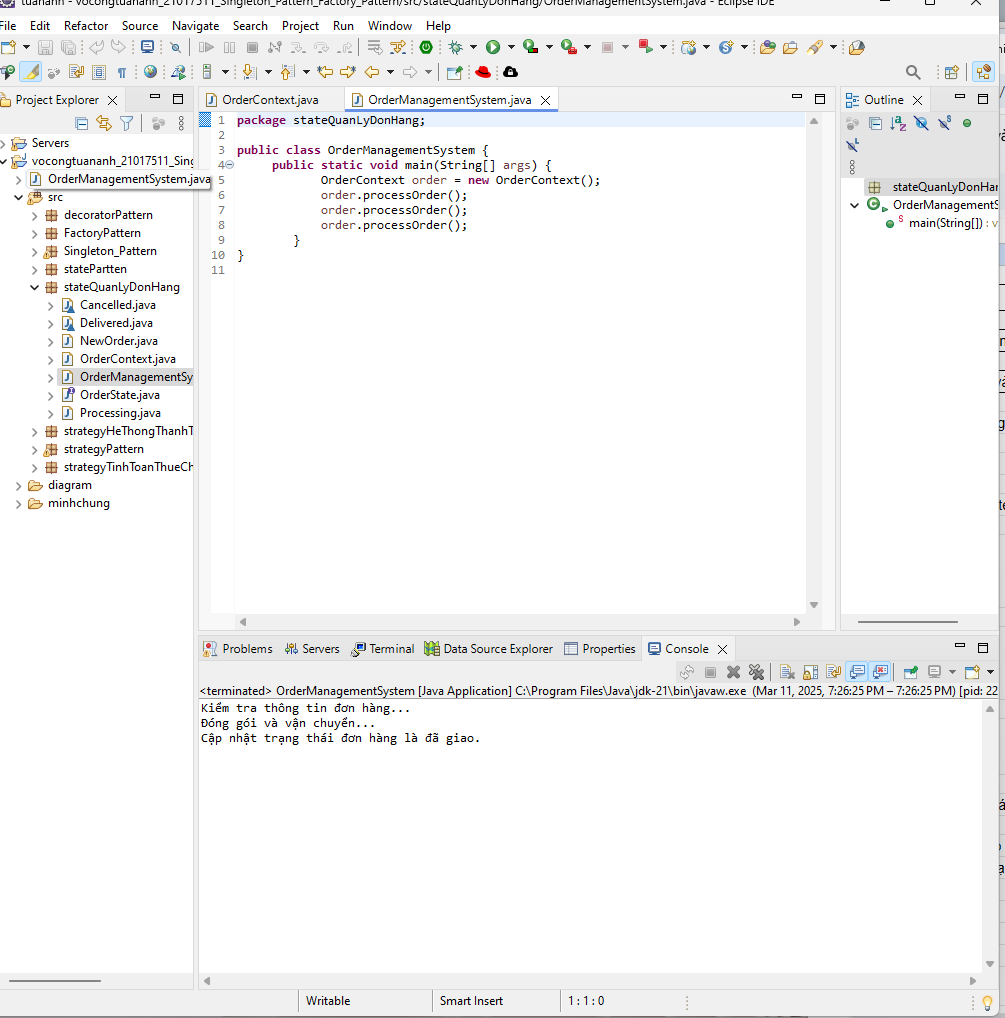 tuananh - vocongtuananh_21017511_Singleton_Pattern_Factory_Pattern/src/stateQuanLyDonHang/OrderManagementSystem.java - Eclipse IDE
File Edit Refactor Source Navigate Search Project Run Window Help
Project Explorer
Servers
vocongtuananh_21017511_Sing
OrderManagementSystem.java
src
decoratorPattern
FactoryPattern
Singleton_Pattern
statePartten
stateQuanLyDonHang
Cancelled.java
Delivered.java
NewOrder.java
OrderContext.java
OrderManagementSy
OrderState.java
Processing.java
strategyHeThongThanhT
strategyPattern
strategyTinhToanThueCh
diagram
minhchung
OrderContext.java OrderManagementSystem.java
1 package stateQuanLyDonHang;
2
3 public class OrderManagementSystem {
4 public static void main(String[] args) {
5 OrderContext order = new OrderContext();
6 order.processOrder();
7 order.processOrder();
8 order.processOrder();
9 }
10 }
11
Outline
stateQuanLyDonHar
OrderManagementS
main(String[]) : v
Problems Servers Terminal Data Source Explorer Properties Console
<terminated> OrderManagementSystem [Java Application] C:\Program Files\Java\jdk-21\bin\javaw.exe (Mar 11, 2025, 7:26:25 PM – 7:26:25 PM) [pid: 22
Kiểm tra thông tin đơn hàng...
Đóng gói và vận chuyển...
Cập nhật trạng thái đơn hàng là đã giao.
Writable Smart Insert 1 : 1 : 0